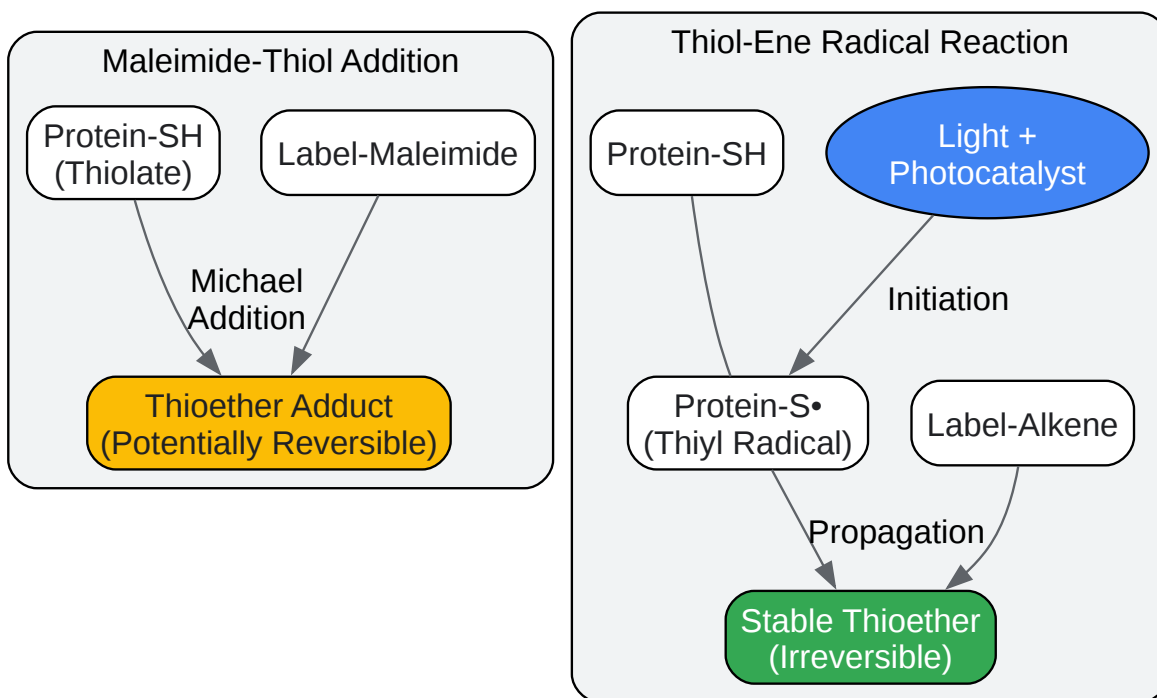 Maleimide-Thiol Addition
Protein-SH
(Thiolate)
Label-Maleimide
Michael
Addition
Thioether Adduct
(Potentially Reversible)
Thiol-Ene Radical Reaction
Protein-SH
Light +
Photocatalyst
Initiation
Protein-S•
(Thiyl Radical)
Label-Alkene
Propagation
Stable Thioether
(Irreversible)